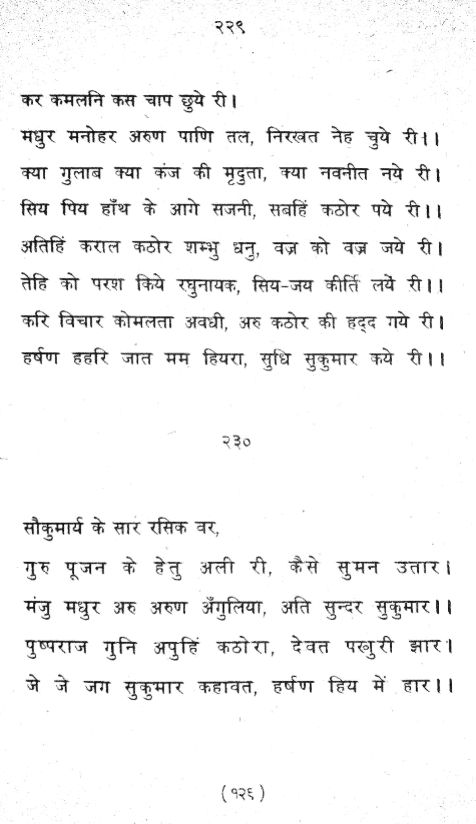 २२९
कर कमलनि कस चाप छुये री।
मधुर मनोहर अरुण पाणि तल, निरखत नेह चुये री।।
क्या गुलाब क्या कंज की मृदुता, क्या नवनीत नये री।
सिय पिय हाँथ के आगे सजनी, सबहिं कठोर पये री।।
अतिहिं कराल कठोर शम्भु धनु, वज्र को वज्र जये री।
तेहि को परश किये रघुनायक, सिय-जय कीर्ति लयें री।।
करि विचार कोमलता अवधी, अरु कठोर की हद्द गये री।
हर्षण हहरि जात मम हियरा, सुधि सुकुमार कये री।।
२३०
सौकुमार्य के सार रसिक वर,
गुरु पूजन के हेतु अली री, कैसे सुमन उतार।
मंजु मधुर अरु अरुण अँगुलिया, अति सुन्दर सुकुमार।।
पुष्पराज गुनि अपुहिं कठोरा, देवत पखुरी झार।
जे जे जग सुकुमार कहावत, हर्षण हिय में हार।।
(१२६)